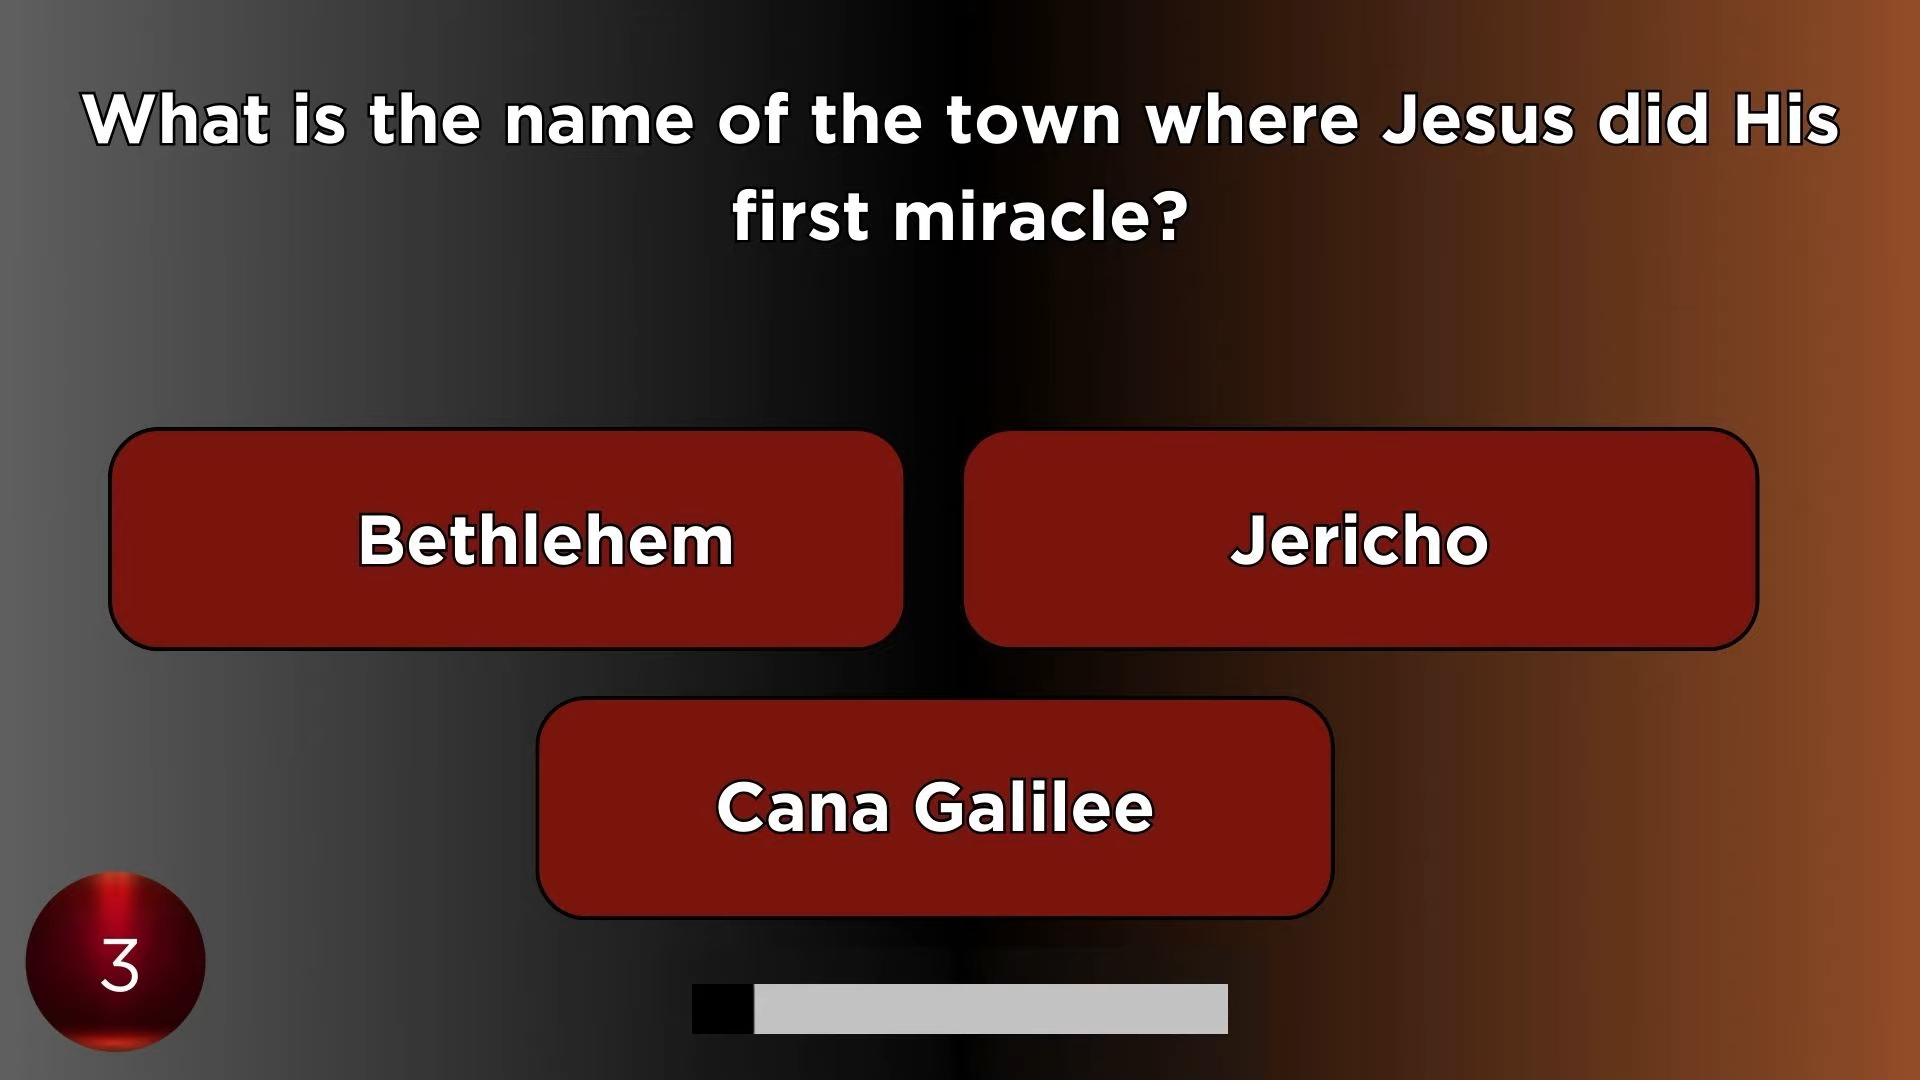 What is the name of the town where Jesus did His
first miracle?
Bethlehem
Jericho
Cana Galilee
3